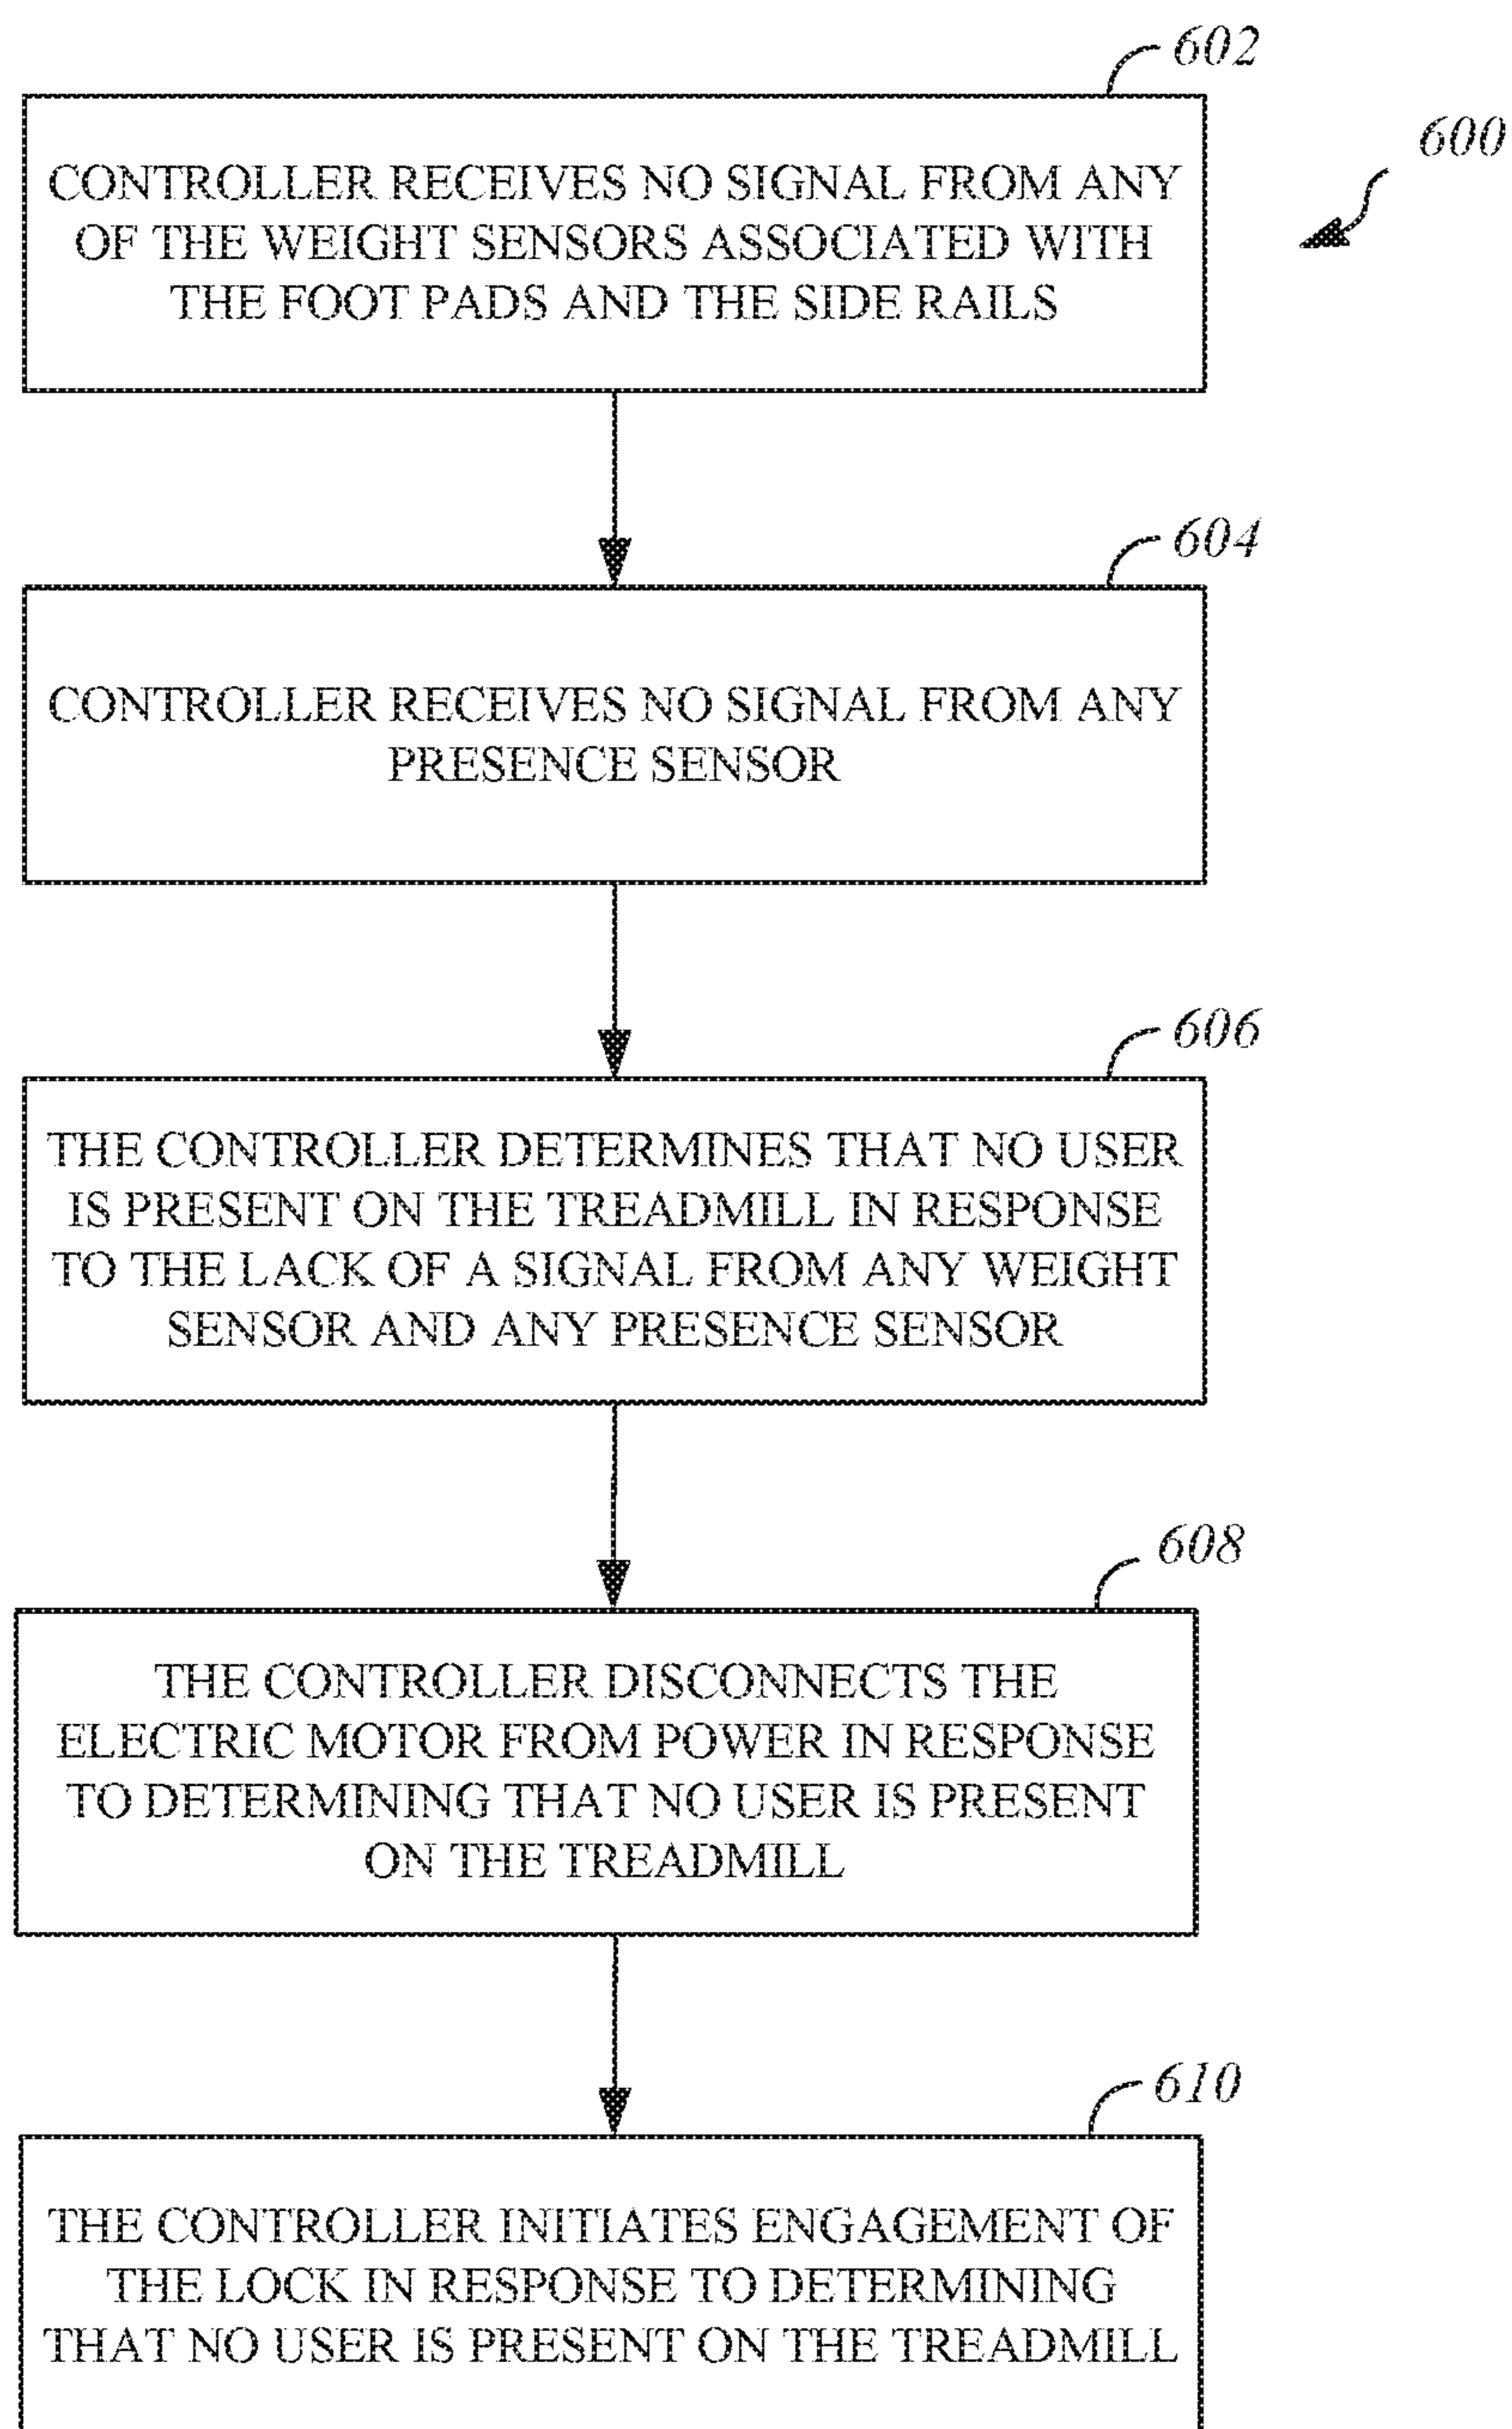 602
600
CONTROLLER RECEIVES NO SIGNAL FROM ANY
OF THE WEIGHT SENSORS ASSOCIATED WITH
THE FOOT PADS AND THE SIDE RAILS
604
CONTROLLER RECEIVES NO SIGNAL FROM ANY
PRESENCE SENSOR
606
THE CONTROLLER DETERMINES THAT NO USER
IS PRESENT ON THE TREADMILL IN RESPONSE
TO THE LACK OF A SIGNAL FROM ANY WEIGHT
SENSOR AND ANY PRESENCE SENSOR
608
THE CONTROLLER DISCONNECTS THE
ELECTRIC MOTOR FROM POWER IN RESPONSE
TO DETERMINING THAT NO USER IS PRESENT
ON THE TREADMILL
610
THE CONTROLLER INITIATES ENGAGEMENT OF
THE LOCK IN RESPONSE TO DETERMINING
THAT NO USER IS PRESENT ON THE TREADMILL